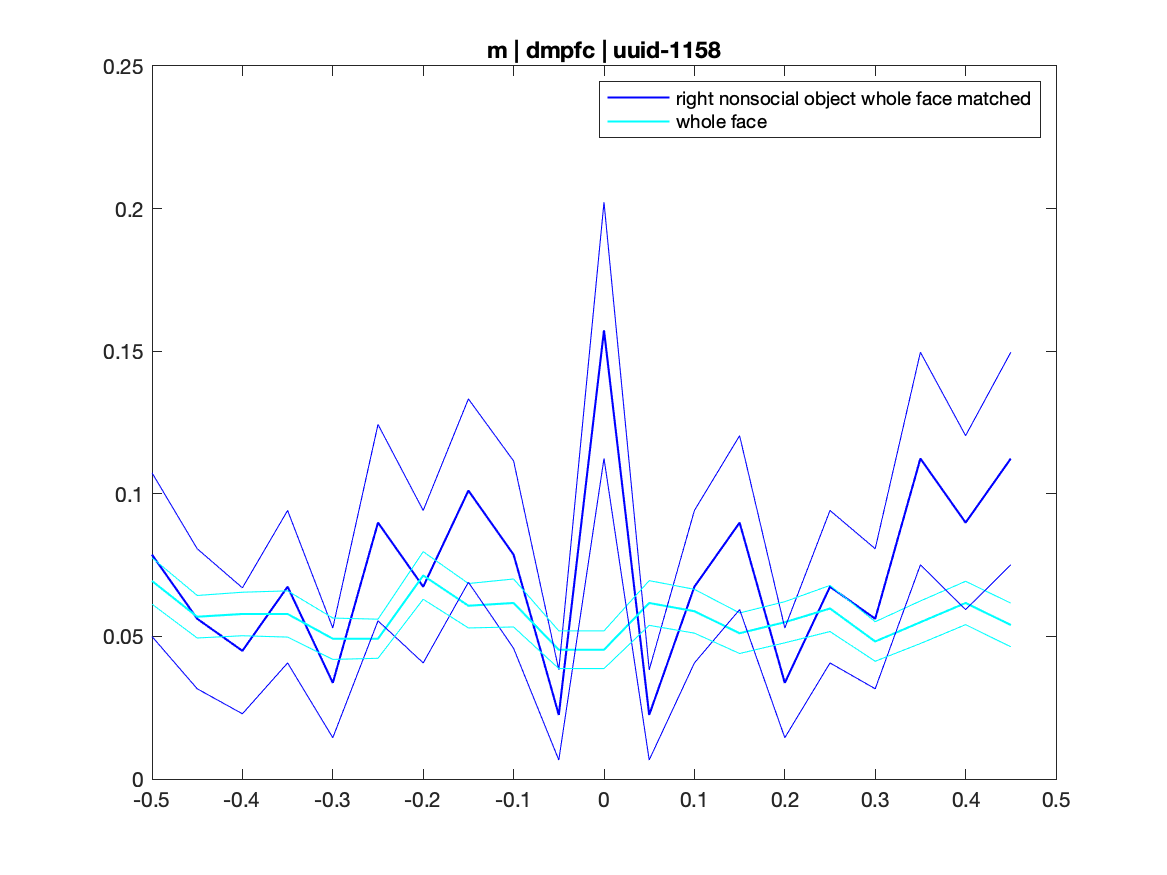 m | dmpfc | uuid-1158
0.25
right nonsocial object whole face matched
whole face
0.2
0.15
0.1
0.05
0
-0.5 -0.4 -0.3 -0.2 -0.1 0 0.1 0.2 0.3 0.4 0.5